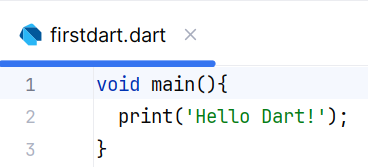 firstdart.dart
1 void main(){
2   print('Hello Dart!');
3 }